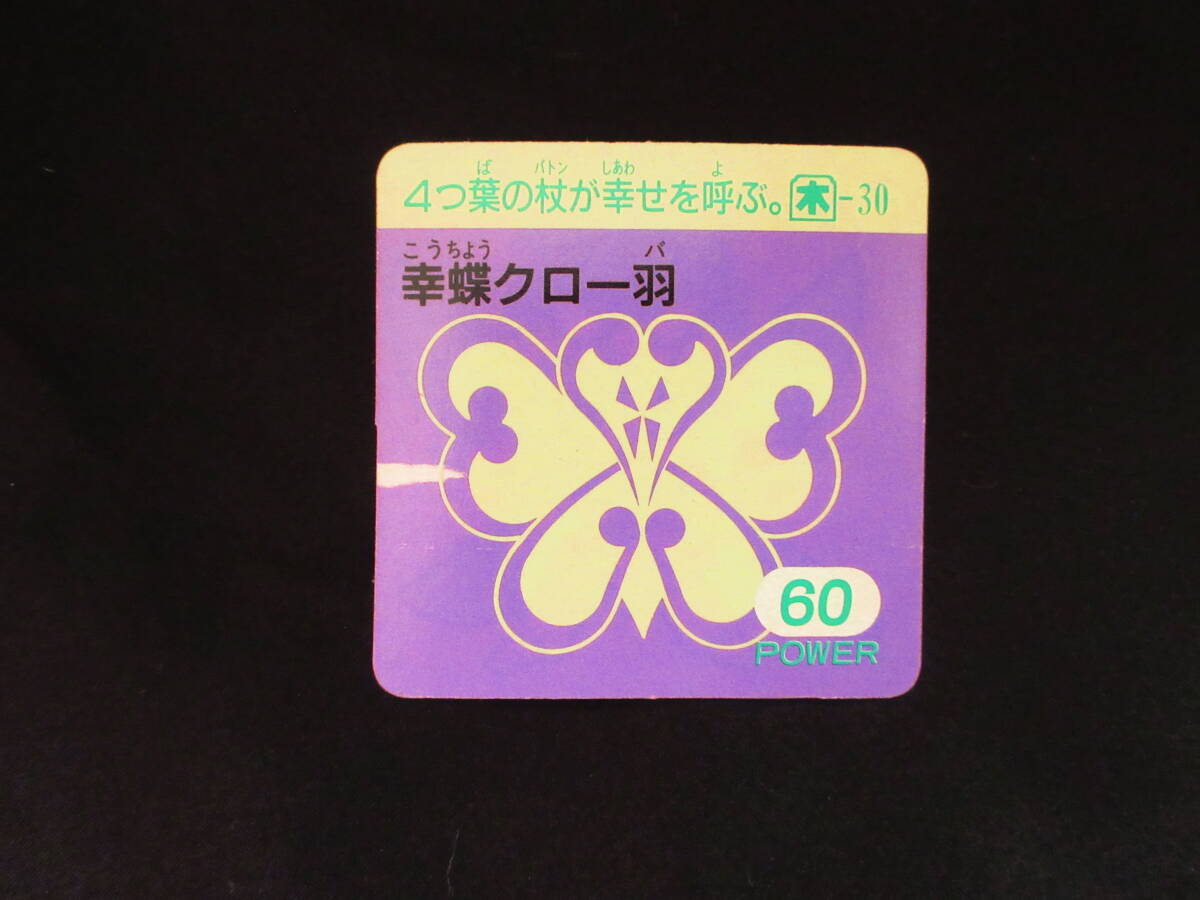 ば バトン しあわ よ
4つ葉の杖が幸せを呼ぶ。木-30
こうちよう バ
幸蝶クロー羽
60
POWER